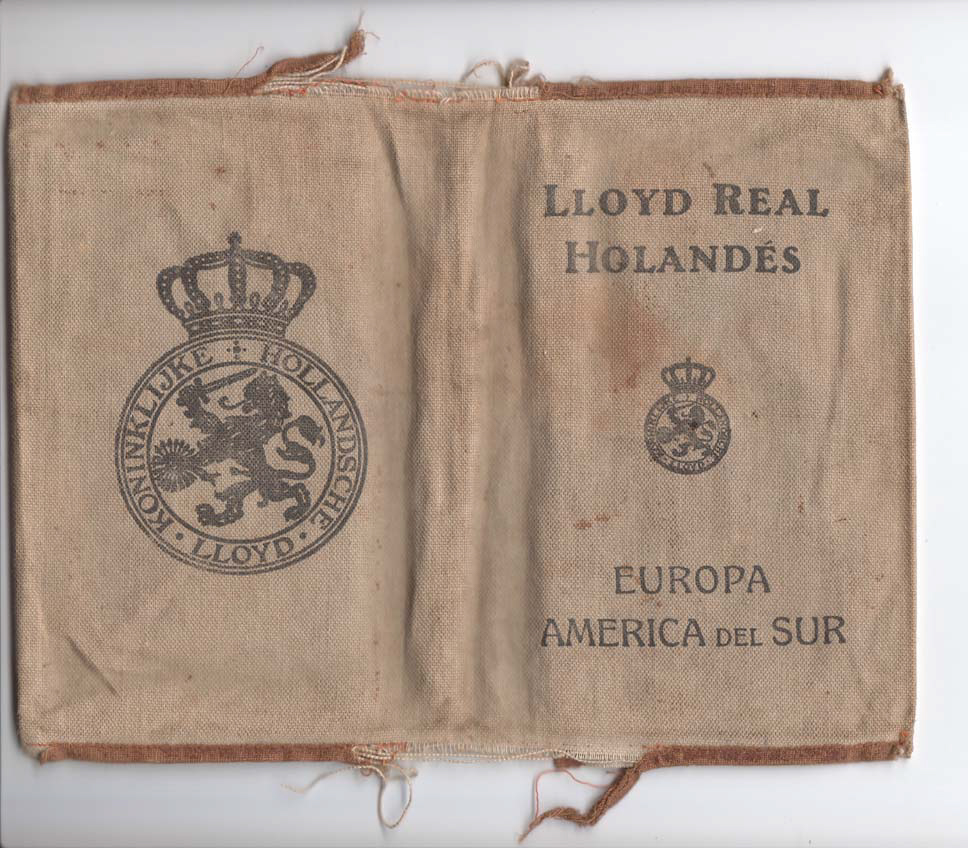 KONINKLIJKE + HOLLANDSCHE
· LLOYD ·
LLOYD REAL
HOLANDÉS
EUROPA
AMERICA DEL SUR